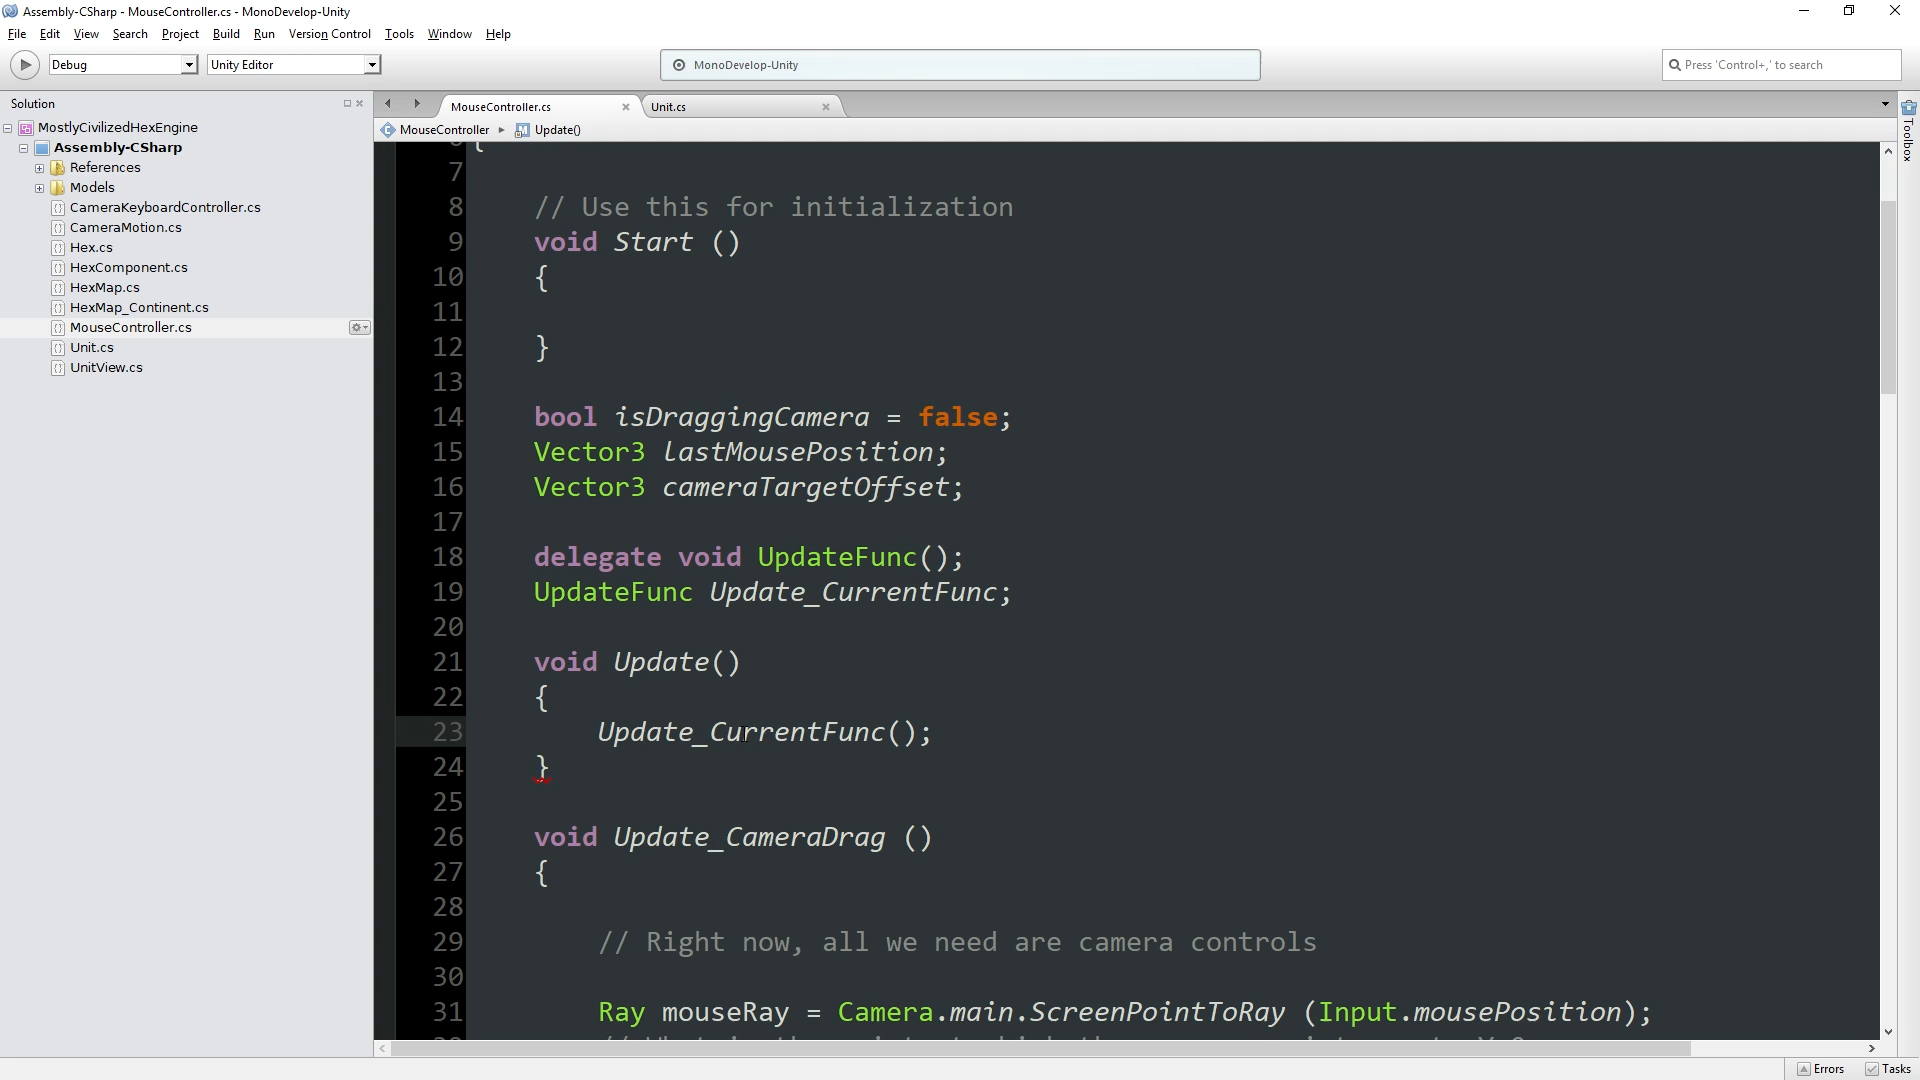 Assembly-CSharp - MouseController.cs - MonoDevelop-Unity
File Edit View Search Project Build Run Version Control Tools Window Help
Debug
Unity Editor
MonoDevelop-Unity
Press 'Control+,' to search
Solution
MostlyCivilizedHexEngine
Assembly-CSharp
References
Models
CameraKeyboardController.cs
CameraMotion.cs
Hex.cs
HexComponent.cs
HexMap.cs
HexMap_Continent.cs
MouseController.cs
Unit.cs
UnitView.cs
MouseController.cs
Unit.cs
MouseController ▸ Update()
Toolbox
7
8 // Use this for initialization
9 void Start ()
10 {
11
12 }
13
14 bool isDraggingCamera = false;
15 Vector3 lastMousePosition;
16 Vector3 cameraTargetOffset;
17
18 delegate void UpdateFunc();
19 UpdateFunc Update_CurrentFunc;
20
21 void Update()
22 {
23 Update_CurrentFunc();
24 }
25
26 void Update_CameraDrag ()
27 {
28
29 // Right now, all we need are camera controls
30
31 Ray mouseRay = Camera.main.ScreenPointToRay (Input.mousePosition);
Errors
Tasks